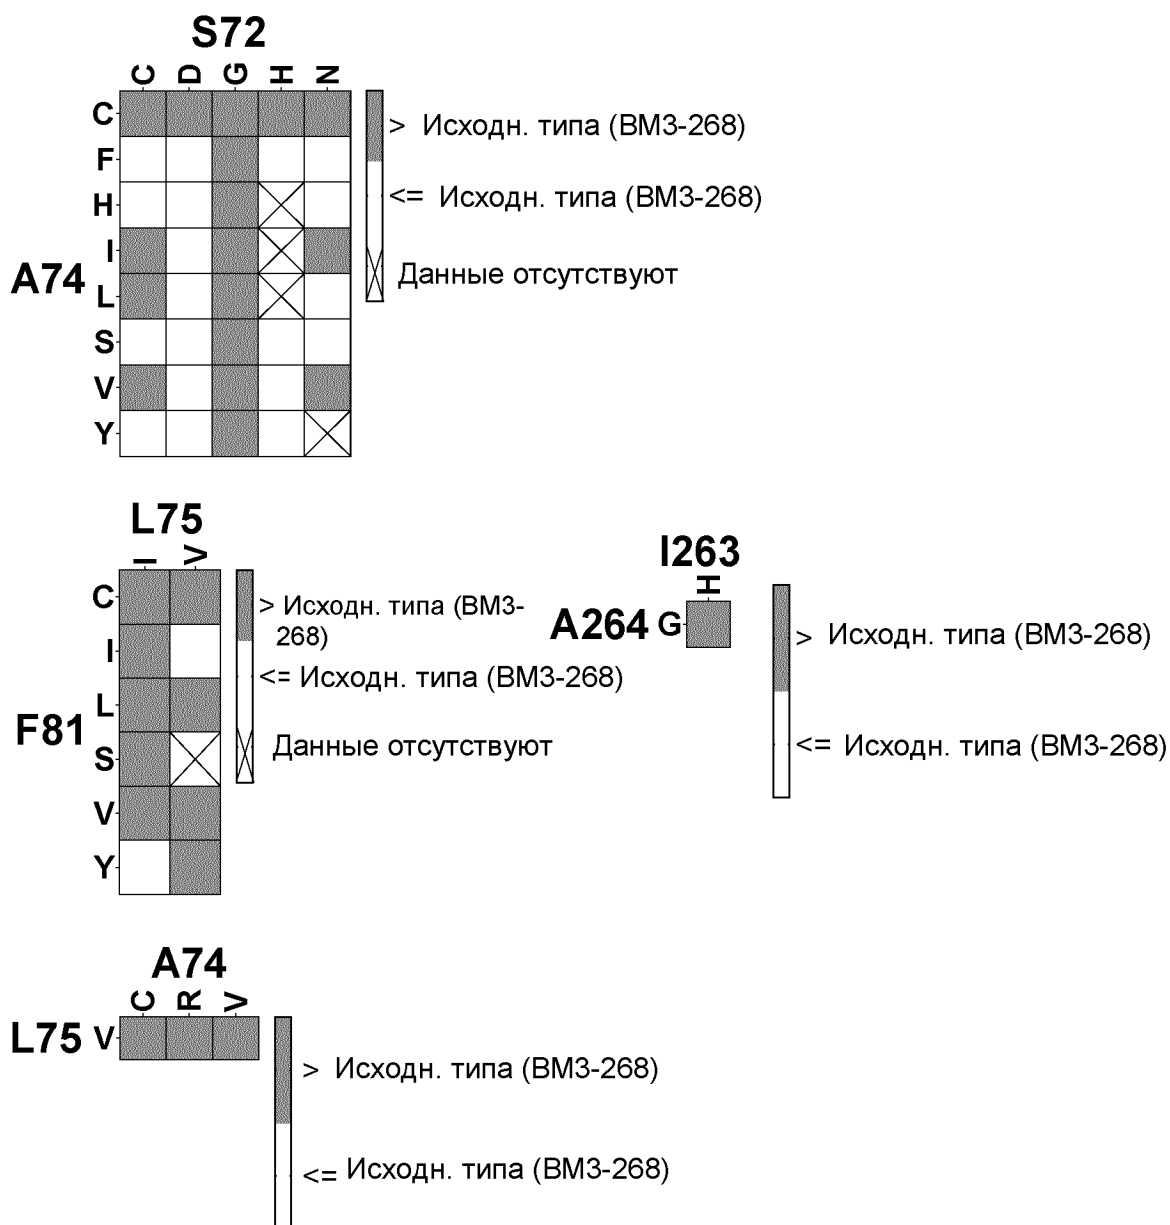 S72
C D G H N
C
F
H
I
A74
L
S
V
Y
> Исходн. типа (BM3-268)
<= Исходн. типа (BM3-268)
Данные отсутствуют
L75
I V
C
I
L
F81
S
V
Y
> Исходн. типа (BM3-
268)
<= Исходн. типа (BM3-268)
Данные отсутствуют
I263
H
A264 G
> Исходн. типа (BM3-268)
<= Исходн. типа (BM3-268)
A74
C R V
L75 V
> Исходн. типа (BM3-268)
<= Исходн. типа (BM3-268)